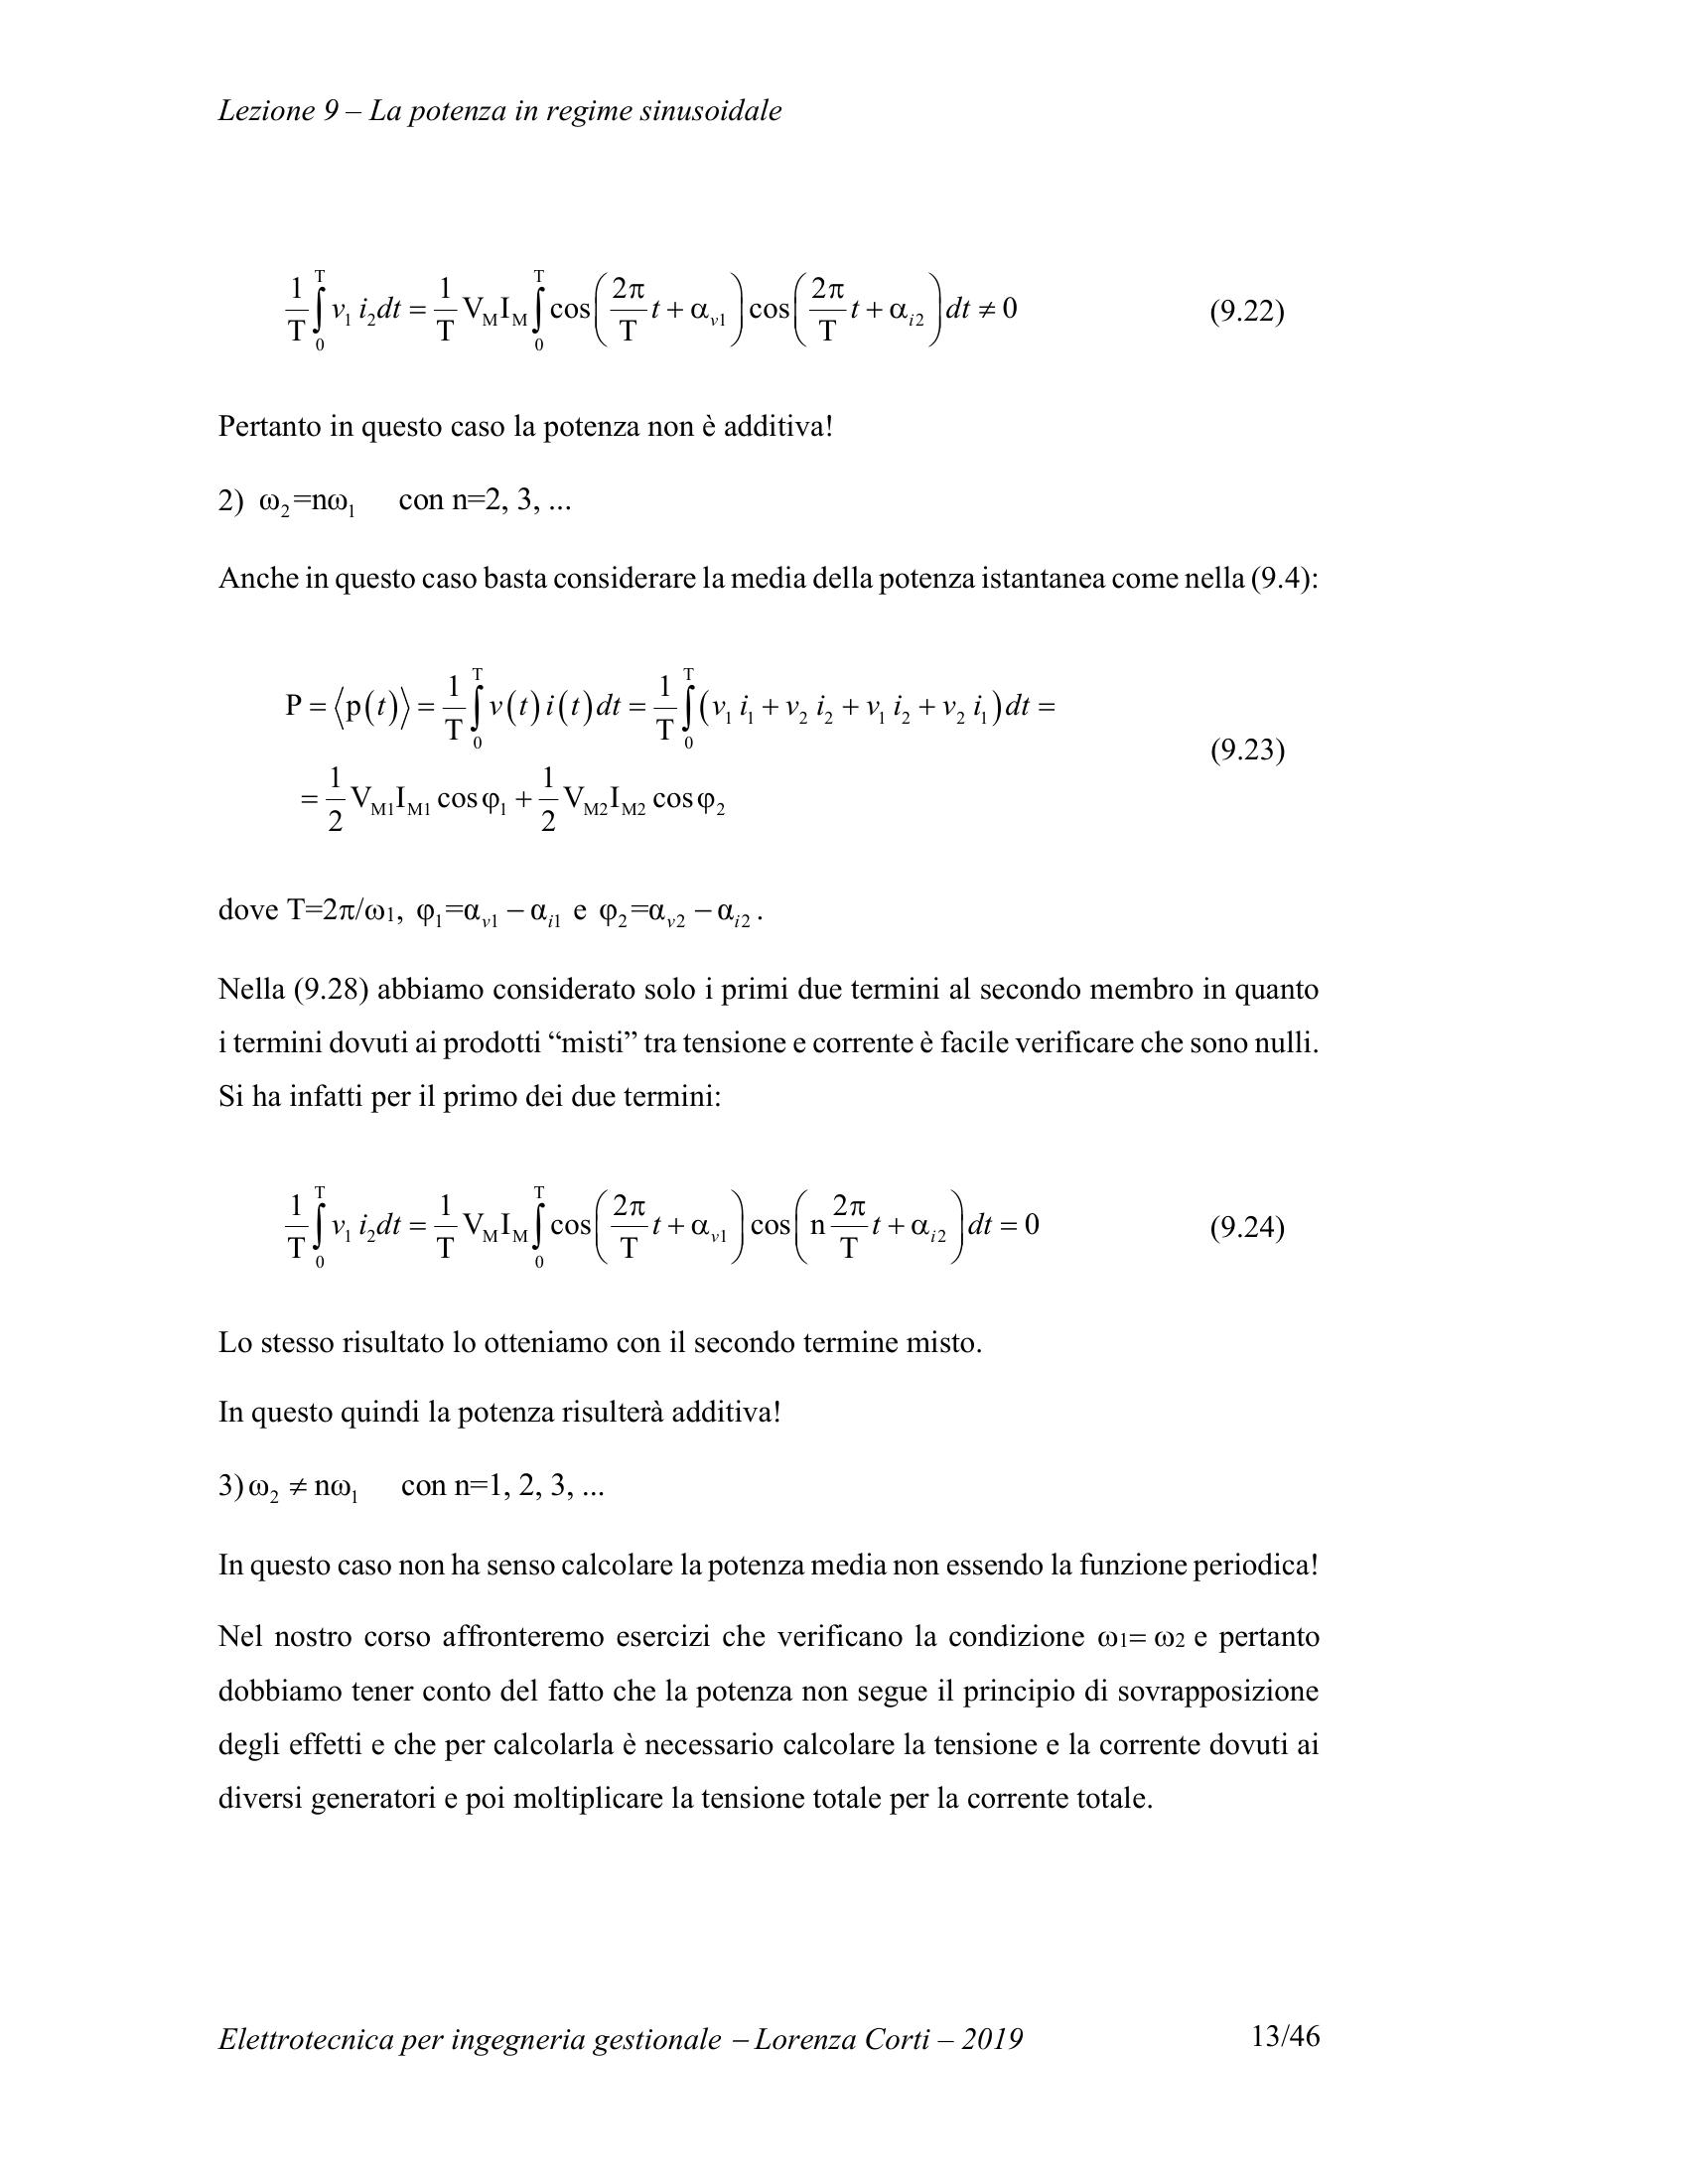 Lezione 9 – La potenza in regime sinusoidale
$\frac{1}{T}\int_0^T v_1 i_2 dt = \frac{1}{T} V_M I_M \int_0^T \cos\left(\frac{2\pi}{T}t + \alpha_{v1}\right)\cos\left(\frac{2\pi}{T}t + \alpha_{i2}\right)dt \neq 0$ (9.22)
Pertanto in questo caso la potenza non è additiva!
2) ω₂=nω₁ con n=2, 3, ...
Anche in questo caso basta considerare la media della potenza istantanea come nella (9.4):
$P = \langle p(t) \rangle = \frac{1}{T}\int_0^T v(t) i(t) dt = \frac{1}{T}\int_0^T (v_1 i_1 + v_2 i_2 + v_1 i_2 + v_2 i_1) dt =$
$= \frac{1}{2} V_{M1} I_{M1} \cos\varphi_1 + \frac{1}{2} V_{M2} I_{M2} \cos\varphi_2$ (9.23)
dove T=2π/ω1, φ₁=α_{v1} − α_{i1} e φ₂=α_{v2} − α_{i2} .
Nella (9.28) abbiamo considerato solo i primi due termini al secondo membro in quanto
i termini dovuti ai prodotti “misti” tra tensione e corrente è facile verificare che sono nulli.
Si ha infatti per il primo dei due termini:
$\frac{1}{T}\int_0^T v_1 i_2 dt = \frac{1}{T} V_M I_M \int_0^T \cos\left(\frac{2\pi}{T}t + \alpha_{v1}\right)\cos\left(n\frac{2\pi}{T}t + \alpha_{i2}\right)dt = 0$ (9.24)
Lo stesso risultato lo otteniamo con il secondo termine misto.
In questo quindi la potenza risulterà additiva!
3) ω₂ ≠ nω₁ con n=1, 2, 3, ...
In questo caso non ha senso calcolare la potenza media non essendo la funzione periodica!
Nel nostro corso affronteremo esercizi che verificano la condizione ω1= ω2 e pertanto
dobbiamo tener conto del fatto che la potenza non segue il principio di sovrapposizione
degli effetti e che per calcolarla è necessario calcolare la tensione e la corrente dovuti ai
diversi generatori e poi moltiplicare la tensione totale per la corrente totale.
Elettrotecnica per ingegneria gestionale – Lorenza Corti – 2019 13/46